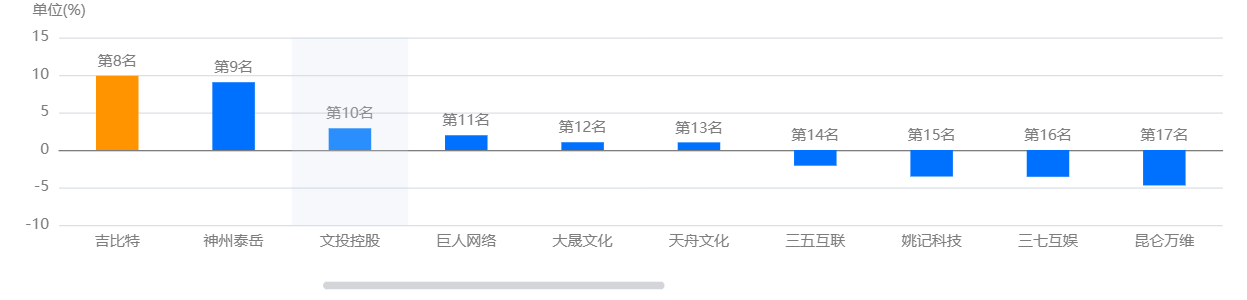 单位(%)
15
第8名
第9名
10
第10名
5
第11名
第12名
第13名
第14名
第15名
第16名
第17名
0
-5
-10
吉比特 神州泰岳 文投控股 巨人网络 大晟文化 天舟文化 三五互联 姚记科技 三七互娱 昆仑万维